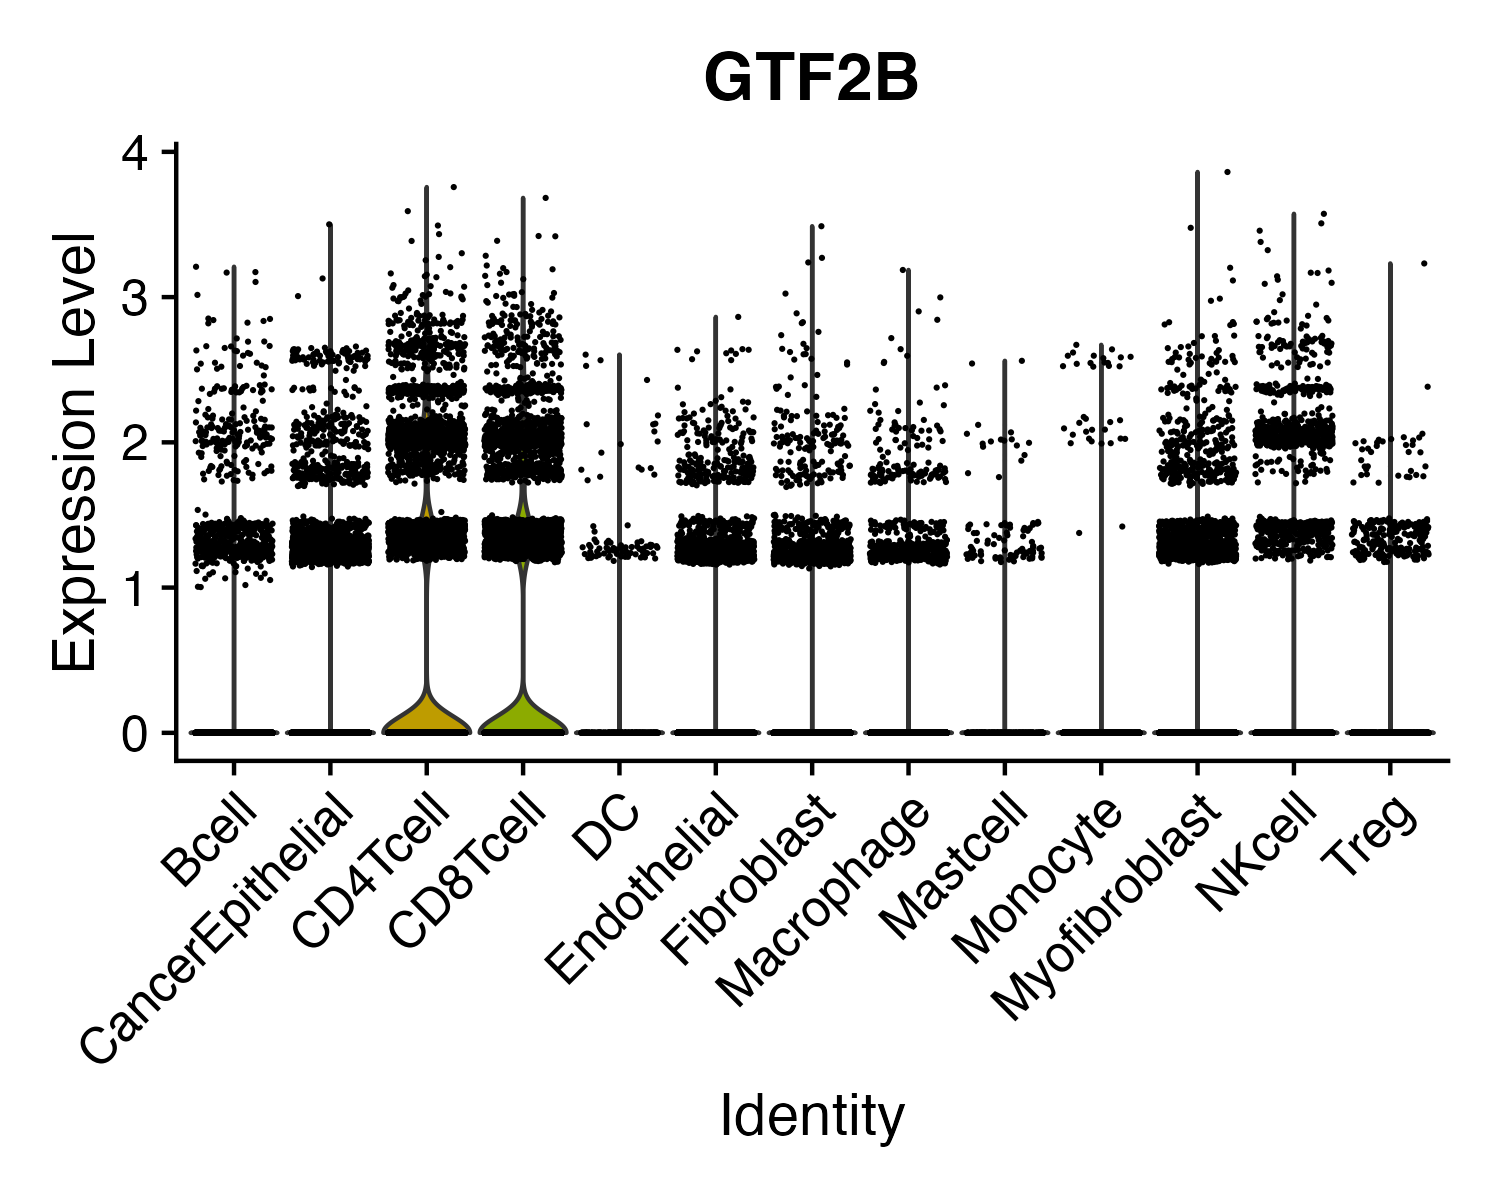 GTF2B
Expression Level
4
3
2
1
0
Bcell
CancerEpithelial
CD4Tcell
CD8Tcell
DC
Endothelial
Fibroblast
Macrophage
Mastcell
Monocyte
Myofibroblast
NKcell
Treg
Identity